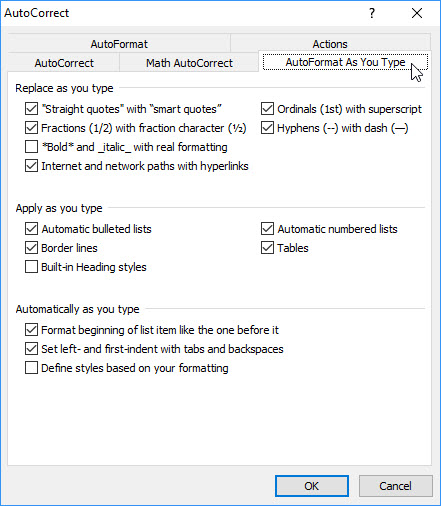 AutoCorrect ? ×
AutoFormat Actions
AutoCorrect Math AutoCorrect AutoFormat As You Type
Replace as you type
"Straight quotes" with “smart quotes” Ordinals (1st) with superscript
Fractions (1/2) with fraction character (½) Hyphens (--) with dash (—)
*Bold* and _italic_ with real formatting
Internet and network paths with hyperlinks
Apply as you type
Automatic bulleted lists Automatic numbered lists
Border lines Tables
Built-in Heading styles
Automatically as you type
Format beginning of list item like the one before it
Set left- and first-indent with tabs and backspaces
Define styles based on your formatting
OK Cancel